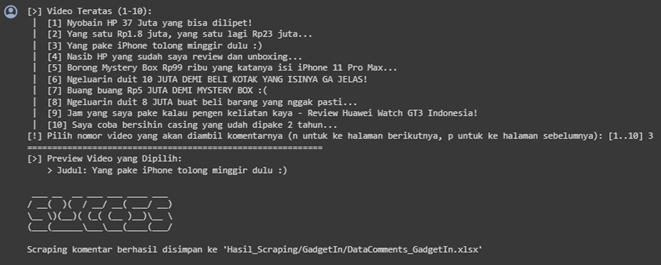 [>] Video Teratas (1-10):
| [1] Nyobain HP 37 Juta yang bisa dilipet!
| [2] Yang satu Rp1.8 juta, yang satu lagi Rp23 juta...
| [3] Yang pake iPhone tolong minggir dulu :)
| [4] Nasib HP yang sudah saya review dan unboxing...
| [5] Borong Mystery Box Rp99 ribu yang katanya isi iPhone 11 Pro Max...
| [6] Ngeluarin duit 10 JUTA DEMI BELI KOTAK YANG ISINYA GA JELAS!
| [7] Buang buang Rp5 JUTA DEMI MYSTERY BOX :(
| [8] Ngeluarin duit 8 JUTA buat beli barang yang nggak pasti...
| [9] Jam yang saya pake kalau pengen keliatan kaya - Review Huawei Watch GT3 Indonesia!
| [10] Saya coba bersihin casing yang udah dipake 2 tahun...
[!] Pilih nomor video yang akan diambil komentarnya (n untuk ke halaman berikutnya, p untuk ke halaman sebelumnya): [1..10] 3
============================================================
[>] Preview Video yang Dipilih:
> Judul: Yang pake iPhone tolong minggir dulu :)
SUCCESS
Scraping komentar berhasil disimpan ke 'Hasil_Scraping/GadgetIn/DataComments_GadgetIn.xlsx'